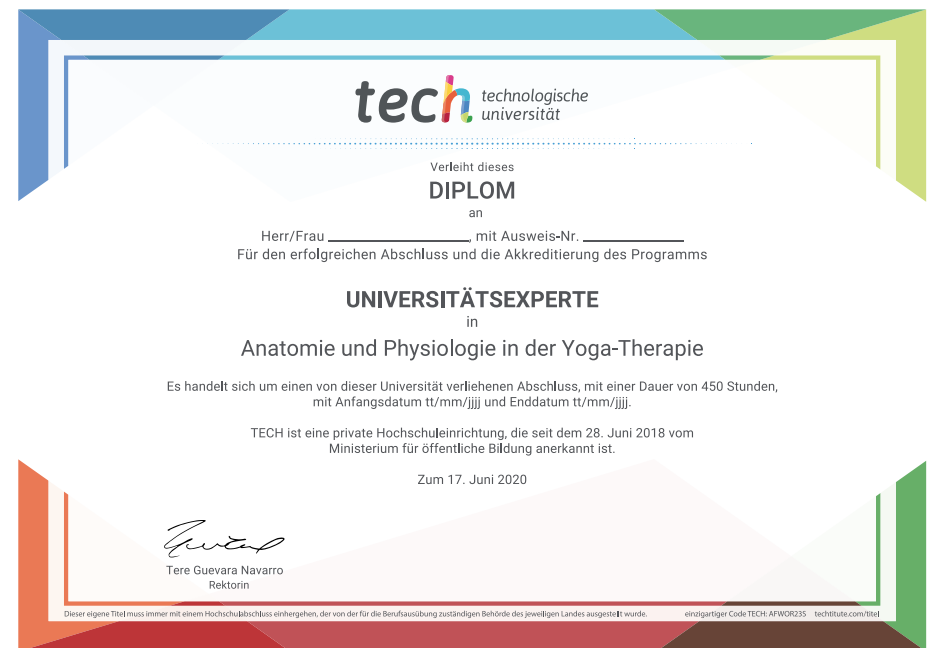 tech technologische
universität
Verleiht dieses
DIPLOM
an
Herr/Frau ____________________, mit Ausweis-Nr. ______________
Für den erfolgreichen Abschluss und die Akkreditierung des Programms
UNIVERSITÄTSEXPERTE
in
Anatomie und Physiologie in der Yoga-Therapie
Es handelt sich um einen von dieser Universität verliehenen Abschluss, mit einer Dauer von 450 Stunden,
mit Anfangsdatum tt/mm/jjjj und Enddatum tt/mm/jjjj.
TECH ist eine private Hochschuleinrichtung, die seit dem 28. Juni 2018 vom
Ministerium für öffentliche Bildung anerkannt ist.
Zum 17. Juni 2020
Tere Guevara Navarro
Rektorin
Dieser eigene Titel muss immer mit einem Hochschulabschluss einhergehen, der von der für die Berufsausübung zuständigen Behörde des jeweiligen Landes ausgestellt wurde. einzigartiger Code TECH: AFWOR23S techtitute.com/titel